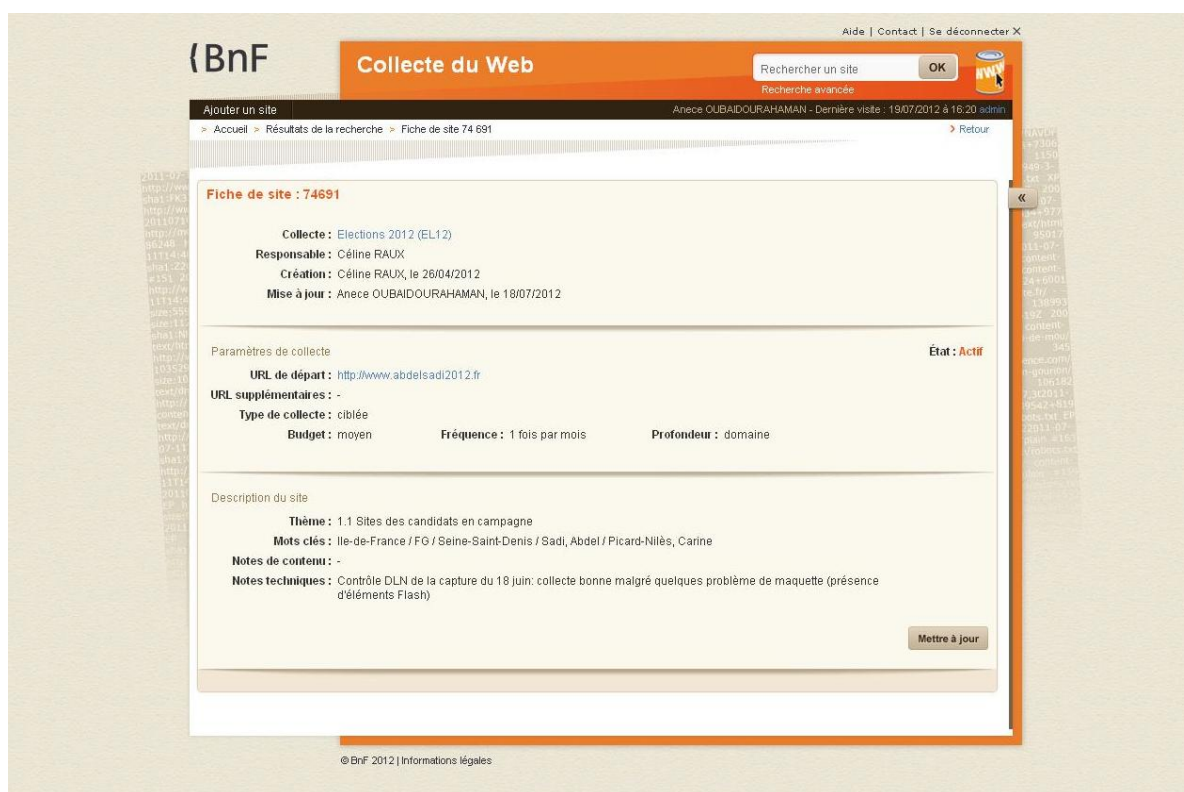 Aide | Contact | Se déconnecter X
{BnF
Collecte du Web
Rechercher un site
OK
Recherche avancée
Ajouter un site
Anece OUBAIDOURAHAMAN - Dernière visite : 19/07/2012 à 16:20 admin
> Accueil > Résultats de la recherche > Fiche de site 74 691
> Retour
«
Fiche de site : 74691
Collecte : Elections 2012 (EL12)
Responsable : Céline RAUX
Création : Céline RAUX, le 26/04/2012
Mise à jour : Anece OUBAIDOURAHAMAN, le 18/07/2012
Paramètres de collecte
État : Actif
URL de départ : http://www.abdelsadi2012.fr
URL supplémentaires : -
Type de collecte : ciblée
Budget : moyen Fréquence : 1 fois par mois Profondeur : domaine
Description du site
Thème : 1.1 Sites des candidats en campagne
Mots clés : Ile-de-France / FG / Seine-Saint-Denis / Sadi, Abdel / Picard-Nilès, Carine
Notes de contenu : -
Notes techniques : Contrôle DLN de la capture du 18 juin: collecte bonne malgré quelques problème de maquette (présence
d'éléments Flash)
Mettre à jour
© BnF 2012 | Informations légales